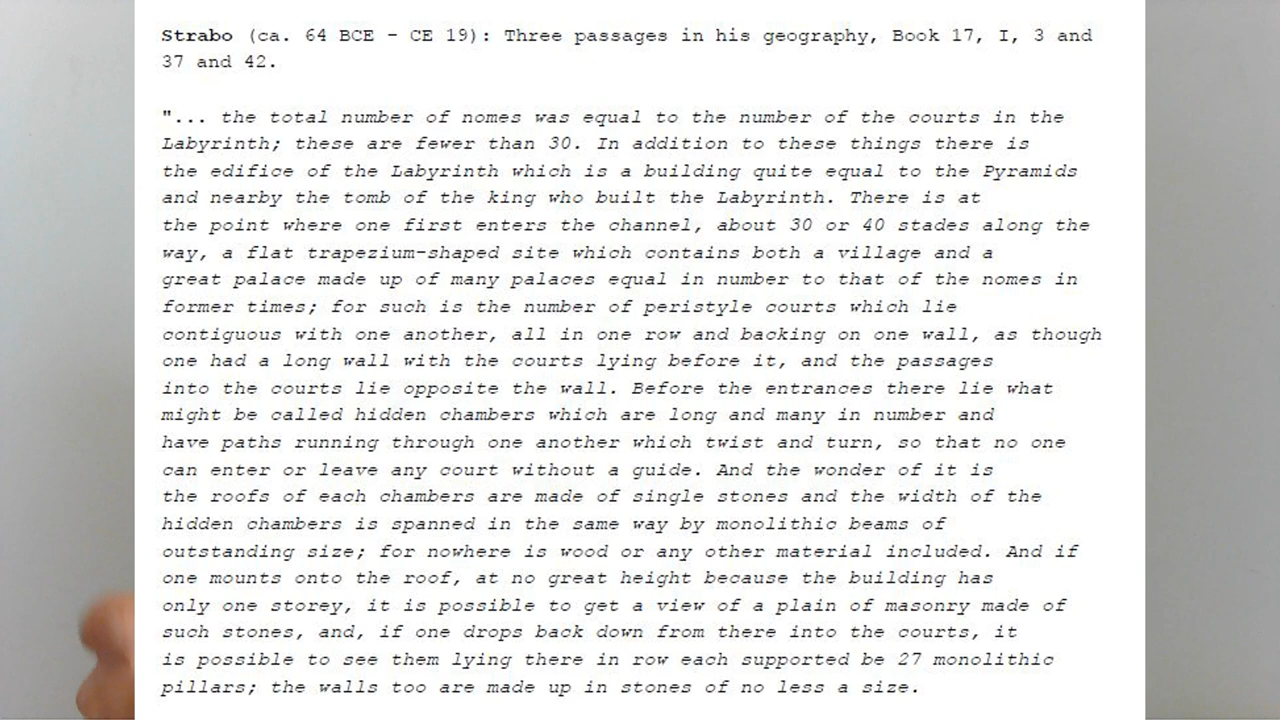 Strabo (ca. 64 BCE - CE 19): Three passages in his geography, Book 17, I, 3 and
37 and 42.
"... the total number of nomes was equal to the number of the courts in the
Labyrinth; these are fewer than 30. In addition to these things there is
the edifice of the Labyrinth which is a building quite equal to the Pyramids
and nearby the tomb of the king who built the Labyrinth. There is at
the point where one first enters the channel, about 30 or 40 stades along the
way, a flat trapezium-shaped site which contains both a village and a
great palace made up of many palaces equal in number to that of the nomes in
former times; for such is the number of peristyle courts which lie
contiguous with one another, all in one row and backing on one wall, as though
one had a long wall with the courts lying before it, and the passages
into the courts lie opposite the wall. Before the entrances there lie what
might be called hidden chambers which are long and many in number and
have paths running through one another which twist and turn, so that no one
can enter or leave any court without a guide. And the wonder of it is
the roofs of each chambers are made of single stones and the width of the
hidden chambers is spanned in the same way by monolithic beams of
outstanding size; for nowhere is wood or any other material included. And if
one mounts onto the roof, at no great height because the building has
only one storey, it is possible to get a view of a plain of masonry made of
such stones, and, if one drops back down from there into the courts, it
is possible to see them lying there in row each supported be 27 monolithic
pillars; the walls too are made up in stones of no less a size.